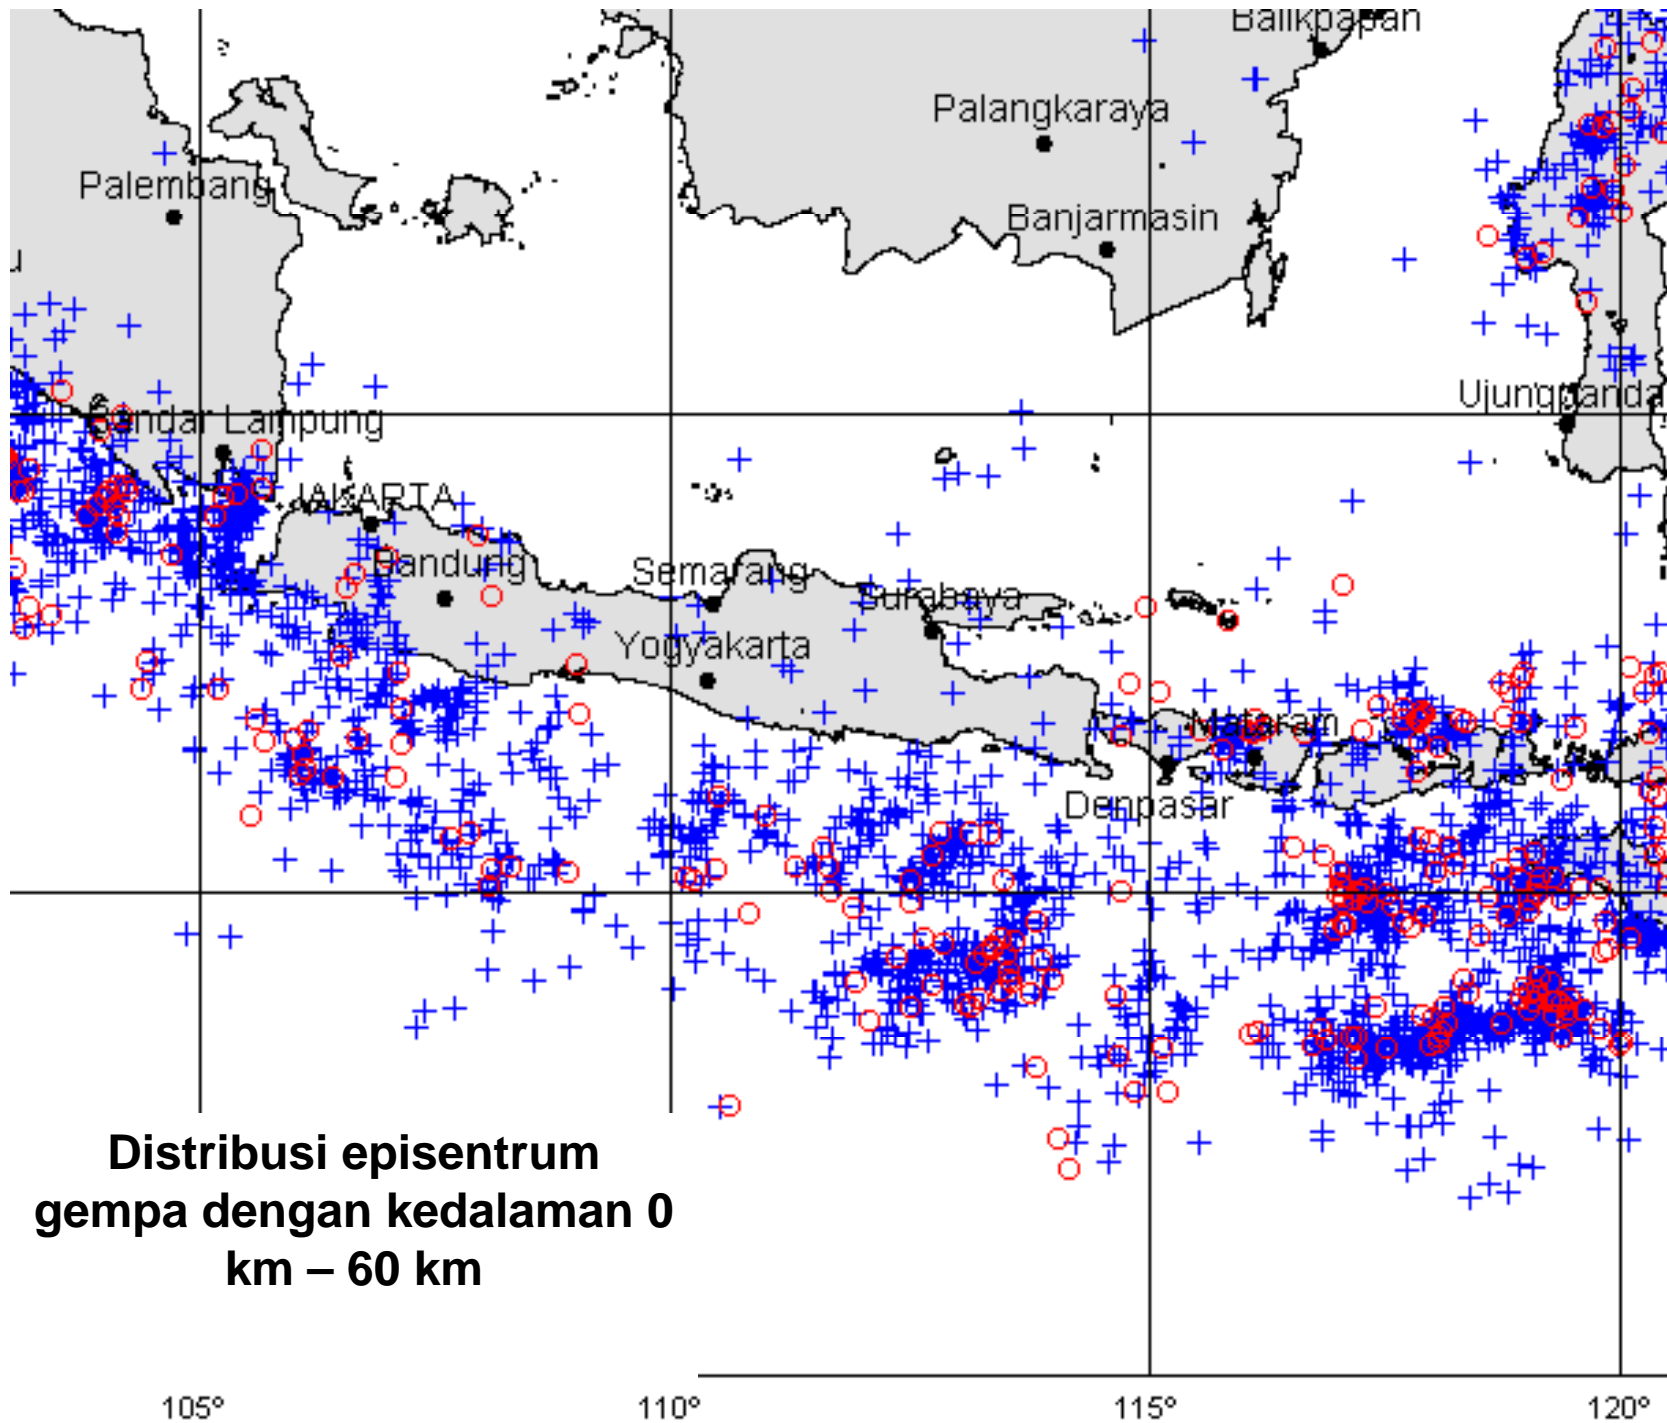 Balikpapan
Palangkaraya
Palembang
Banjarmasin
u
Bandar Lampung
Ujungpanda
JAKARTA
Bandung
Semarang
Surabaya
Yogyakarta
Mataram
Denpasar
Distribusi episentrum
gempa dengan kedalaman 0
km – 60 km
105° 110° 115° 120°